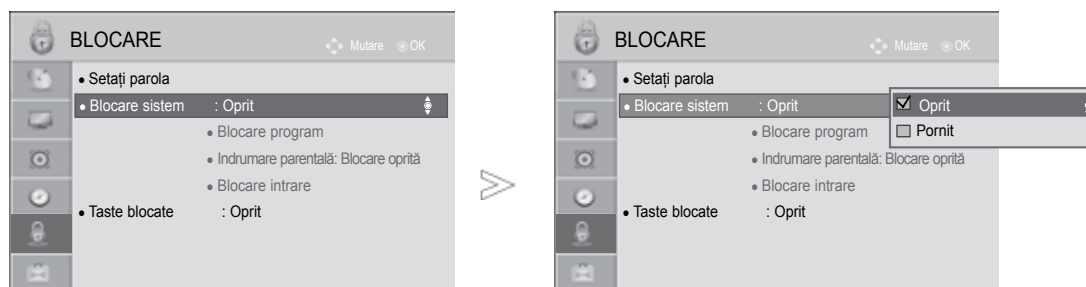 BLOCARE
Mutare OK
• Setați parola
• Blocare sistem : Oprit
• Blocare program
• Indrumare parentală: Blocare oprită
• Blocare intrare
• Taste blocate : Oprit
>
BLOCARE
Mutare OK
• Setați parola
• Blocare sistem : Oprit
Oprit
Pornit
• Blocare program
• Indrumare parentală: Blocare oprită
• Blocare intrare
• Taste blocate : Oprit